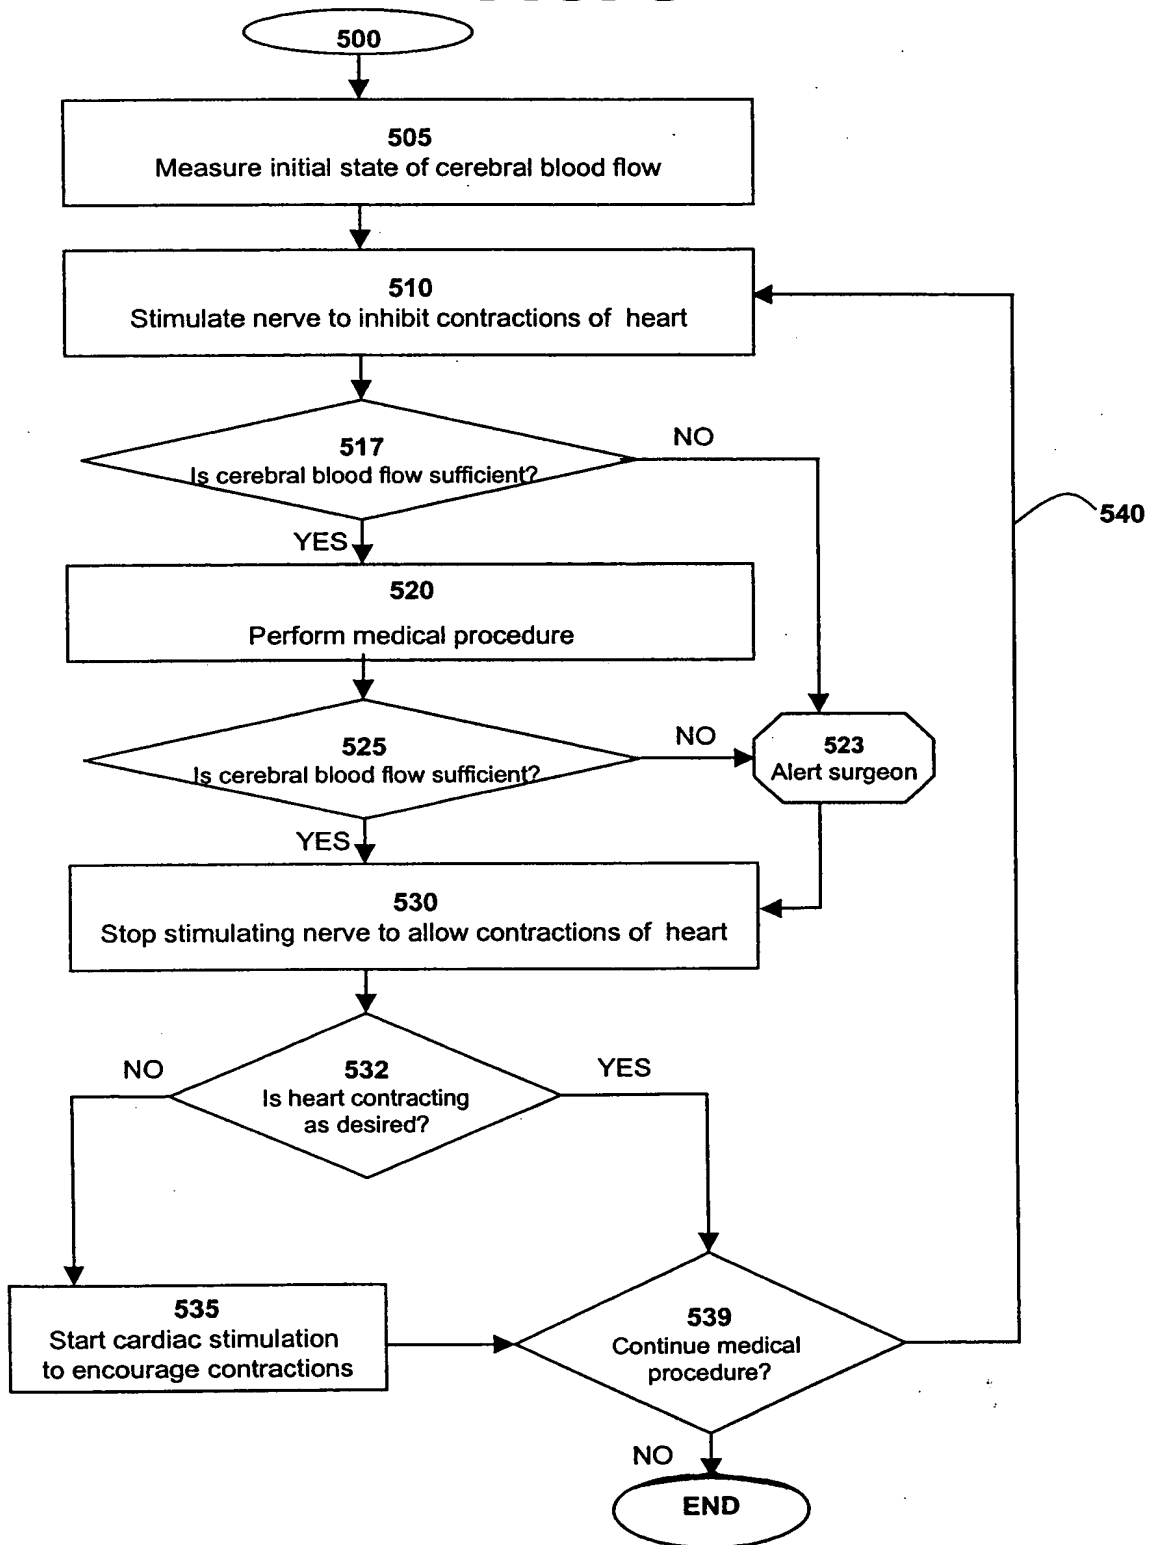 500
505
Measure initial state of cerebral blood flow
510
Stimulate nerve to inhibit contractions of heart
517
Is cerebral blood flow sufficient?
NO
540
YES
520
Perform medical procedure
525
Is cerebral blood flow sufficient?
NO
523
Alert surgeon
YES
530
Stop stimulating nerve to allow contractions of heart
NO
532
Is heart contracting
as desired?
YES
535
Start cardiac stimulation
to encourage contractions
539
Continue medical
procedure?
NO
END